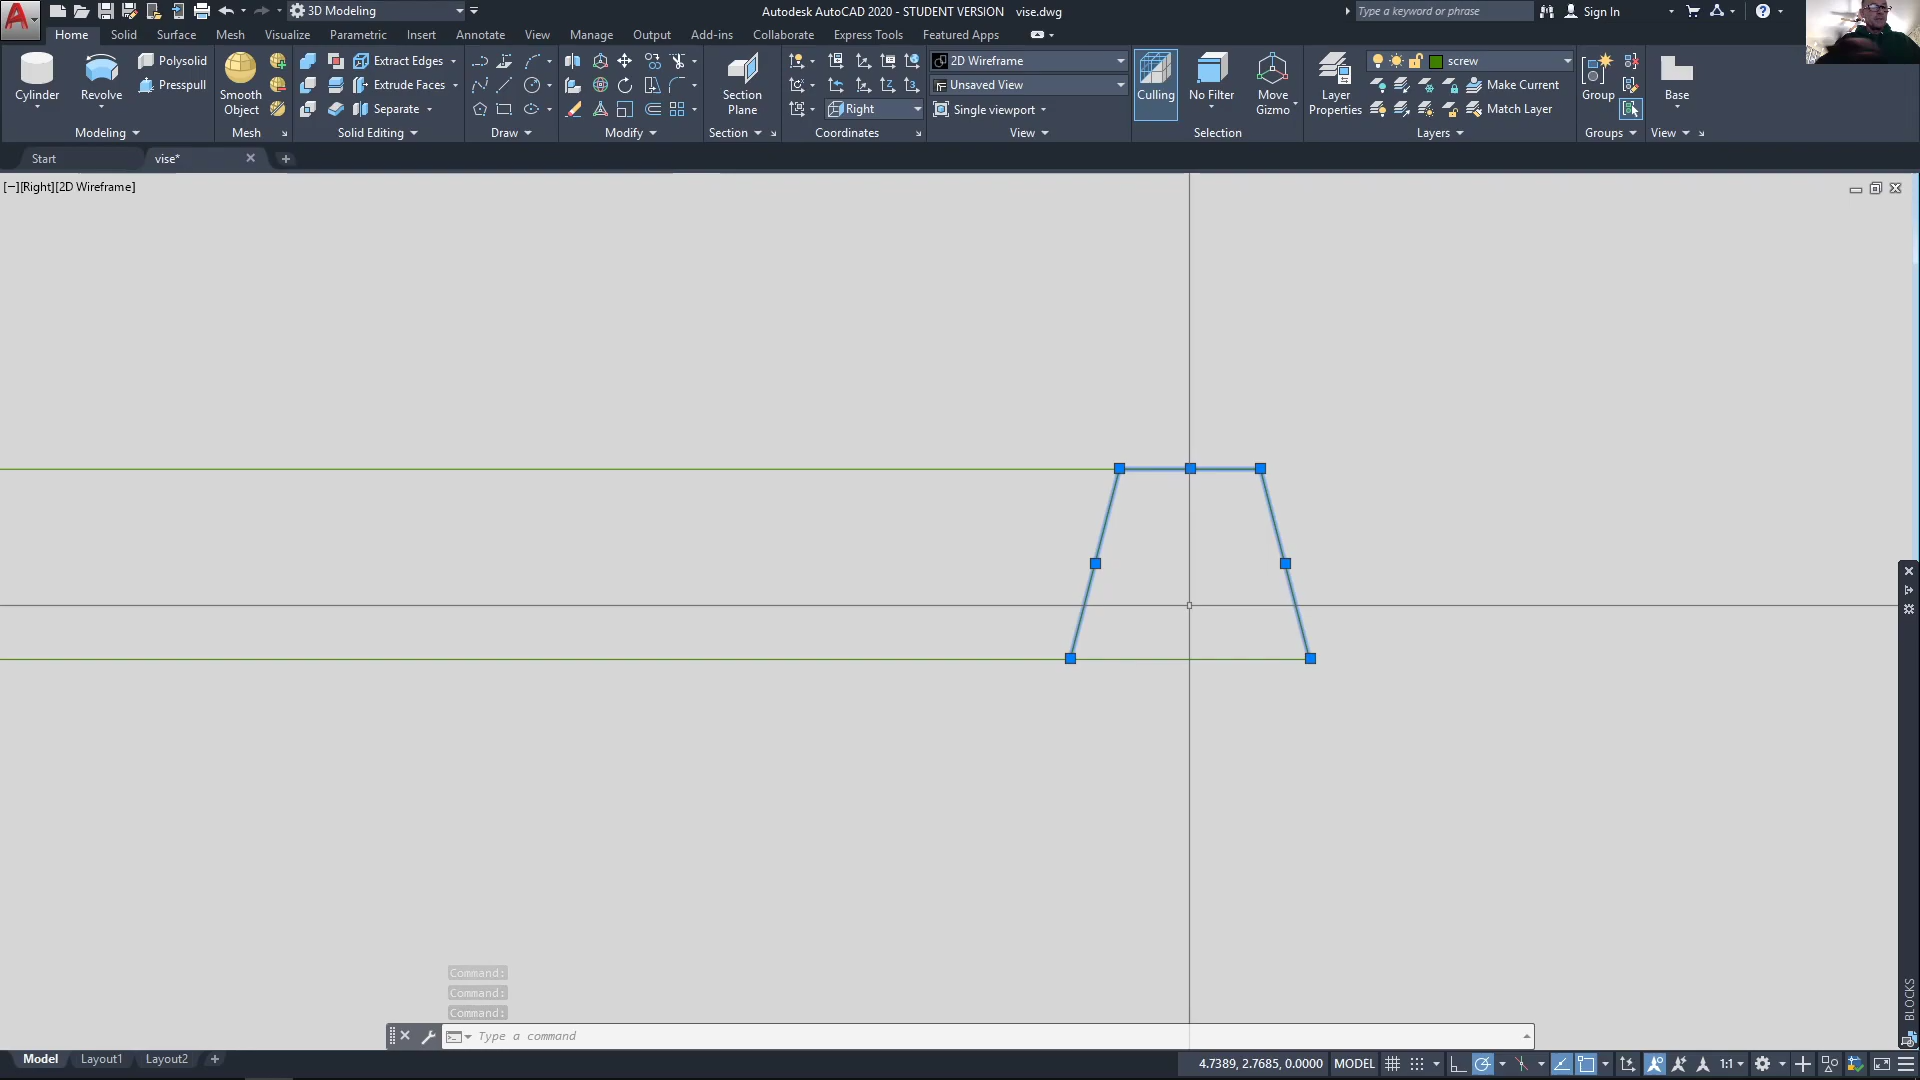 3D Modeling
Autodesk AutoCAD 2020 - STUDENT VERSION vise.dwg
Type a keyword or phrase
Sign In
Home Solid Surface Mesh Visualize Parametric Insert Annotate View Manage Output Add-ins Collaborate Express Tools Featured Apps
Polysolid Extract Edges 2D Wireframe screw
Presspull Extrude Faces Unsaved View Make Current
Cylinder Revolve Smooth Object Separate Section Plane Right Single viewport Culling No Filter Move Gizmo Layer Properties Match Layer Group Base
Modeling Mesh Solid Editing Draw Modify Section Coordinates View Selection Layers Groups View
Start vise*
[−][Right][2D Wireframe]
BLOCKS
Command:
Command:
Command:
Type a command
Model Layout1 Layout2 4.7389, 2.7685, 0.0000 MODEL 1:1